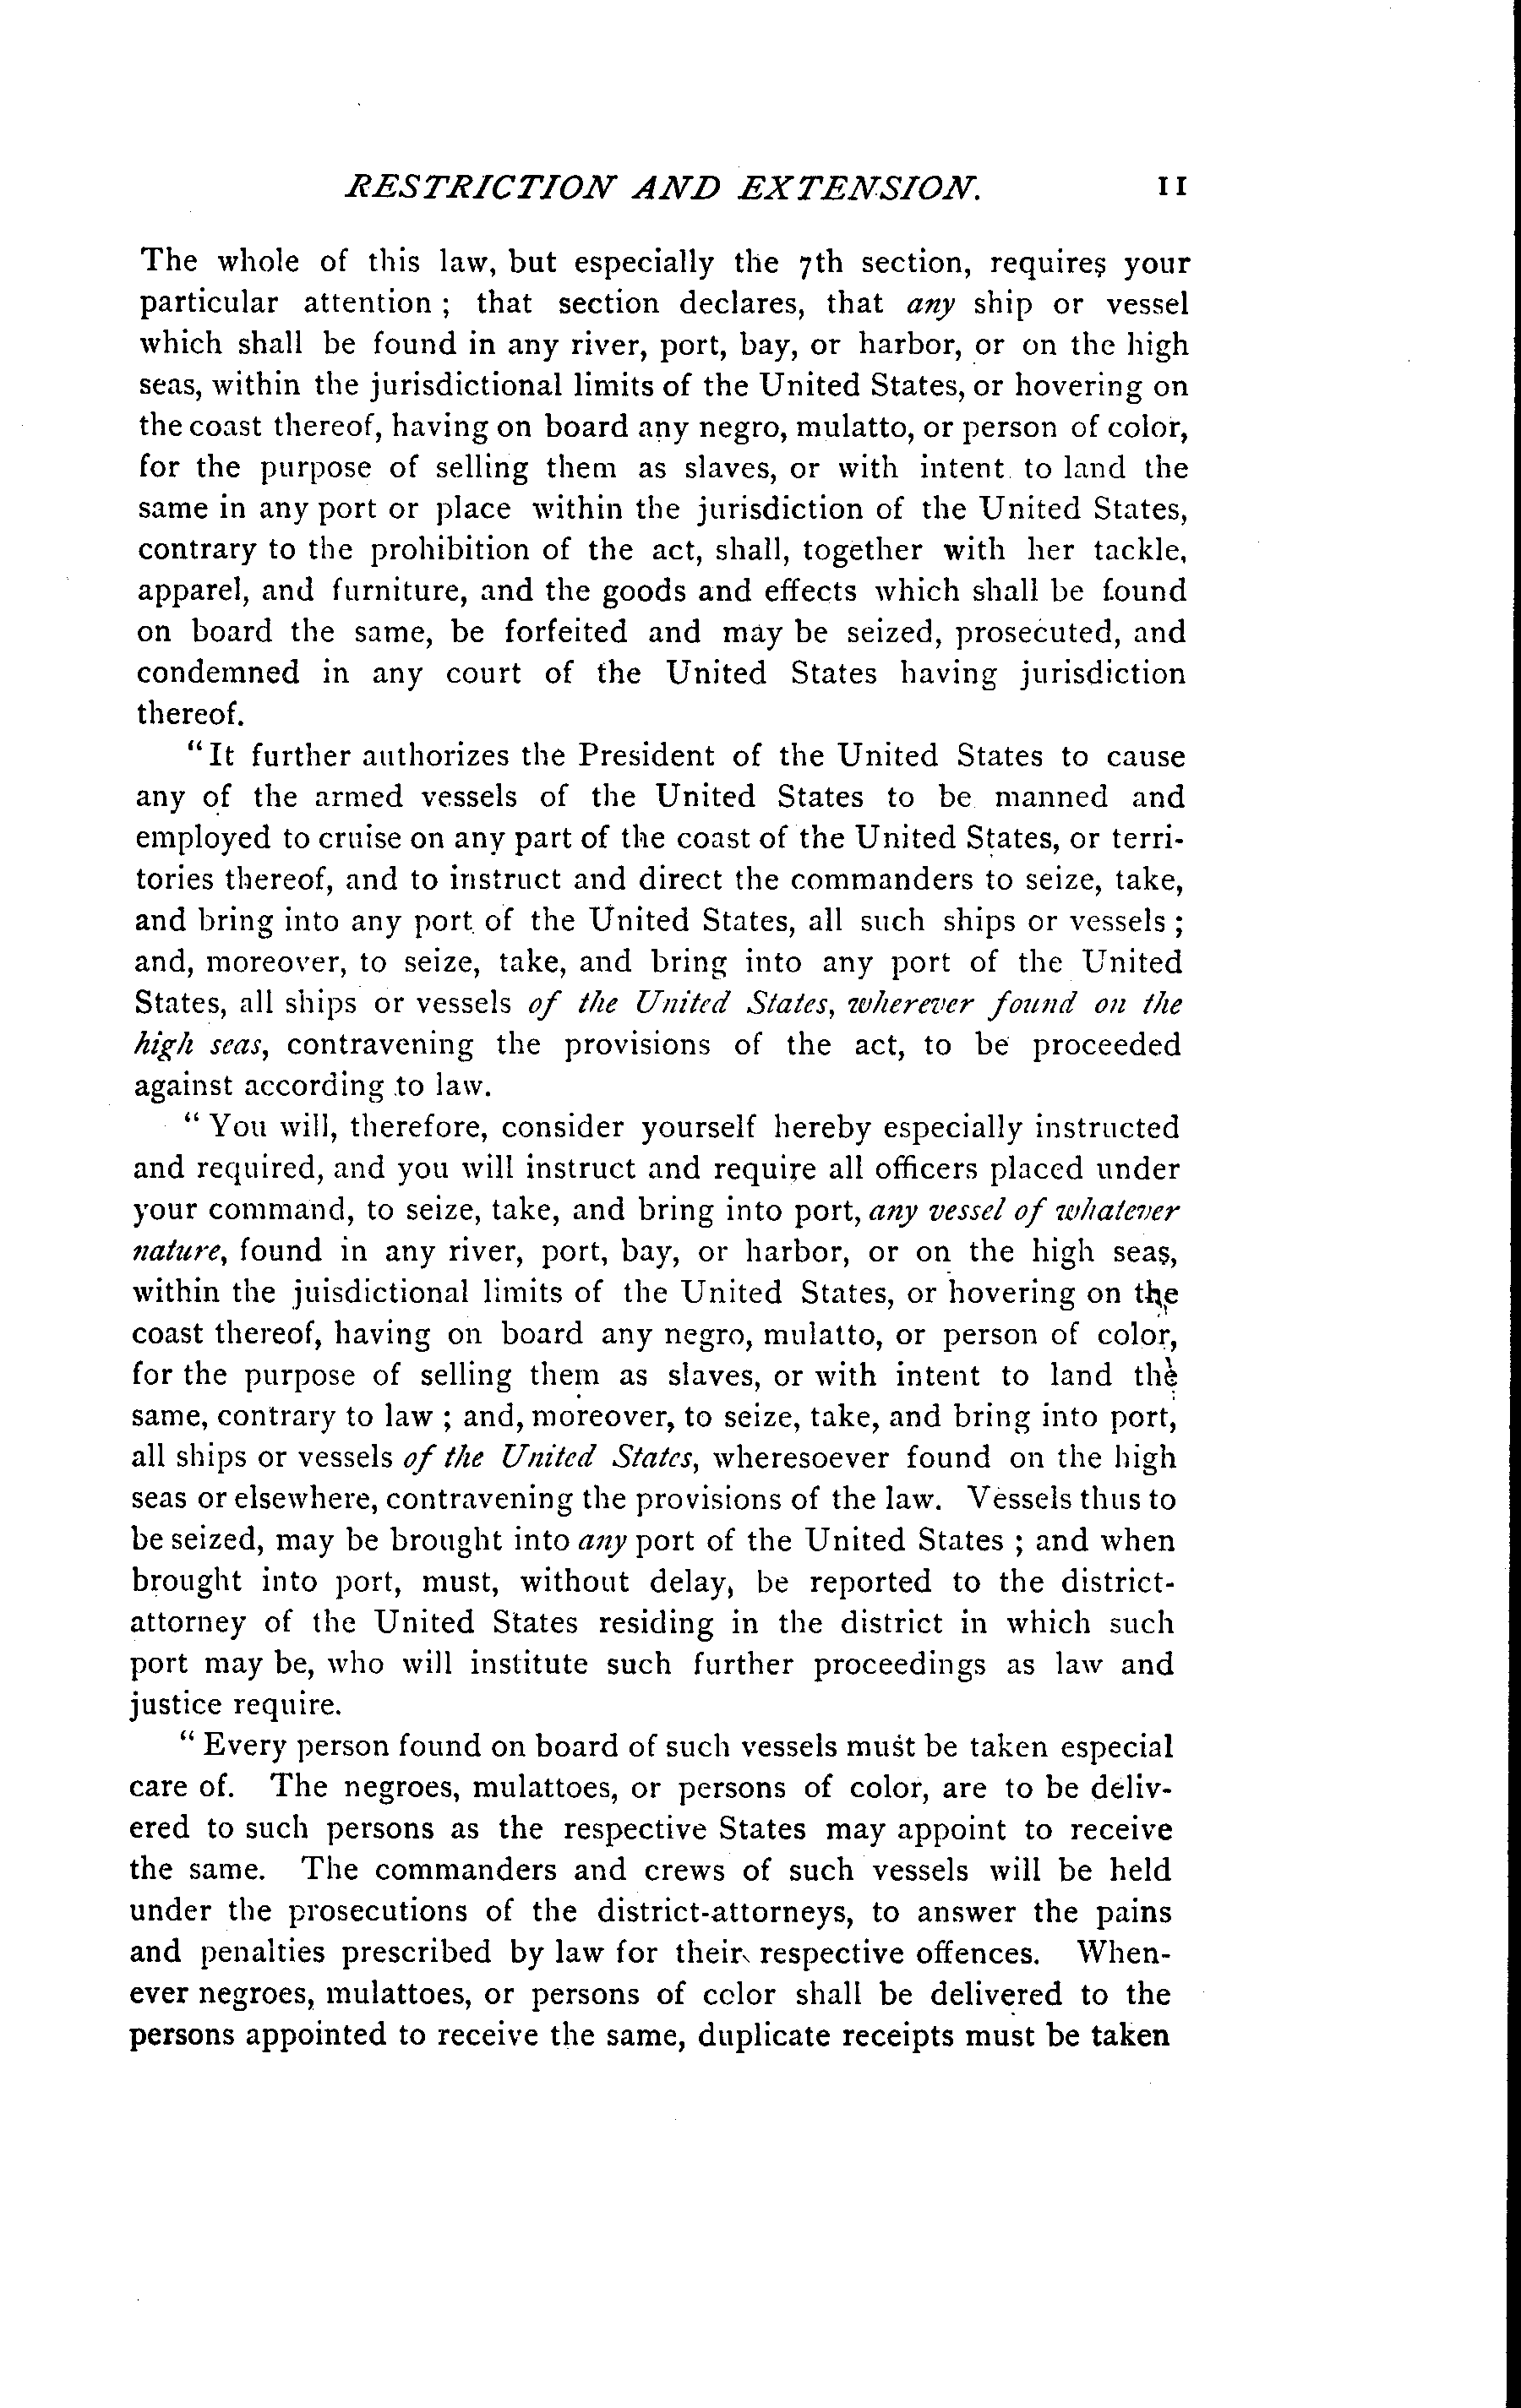 RESTRICTION AND EXTENSION. 11
The whole of this law, but especially the 7th section, requires your
particular attention ; that section declares, that any ship or vessel
which shall be found in any river, port, bay, or harbor, or on the high
seas, within the jurisdictional limits of the United States, or hovering on
the coast thereof, having on board any negro, mulatto, or person of color,
for the purpose of selling them as slaves, or with intent to land the
same in any port or place within the jurisdiction of the United States,
contrary to the prohibition of the act, shall, together with her tackle,
apparel, and furniture, and the goods and effects which shall be found
on board the same, be forfeited and may be seized, prosecuted, and
condemned in any court of the United States having jurisdiction
thereof.
“It further authorizes the President of the United States to cause
any of the armed vessels of the United States to be manned and
employed to cruise on any part of the coast of the United States, or terri-
tories thereof, and to instruct and direct the commanders to seize, take,
and bring into any port of the United States, all such ships or vessels ;
and, moreover, to seize, take, and bring into any port of the United
States, all ships or vessels of the United States, wherever found on the
high seas, contravening the provisions of the act, to be proceeded
against according to law.
“ You will, therefore, consider yourself hereby especially instructed
and required, and you will instruct and require all officers placed under
your command, to seize, take, and bring into port, any vessel of whatever
nature, found in any river, port, bay, or harbor, or on the high seas,
within the juisdictional limits of the United States, or hovering on the
coast thereof, having on board any negro, mulatto, or person of color,
for the purpose of selling them as slaves, or with intent to land the
same, contrary to law ; and, moreover, to seize, take, and bring into port,
all ships or vessels of the United States, wheresoever found on the high
seas or elsewhere, contravening the provisions of the law. Vessels thus to
be seized, may be brought into any port of the United States ; and when
brought into port, must, without delay, be reported to the district-
attorney of the United States residing in the district in which such
port may be, who will institute such further proceedings as law and
justice require.
“ Every person found on board of such vessels must be taken especial
care of. The negroes, mulattoes, or persons of color, are to be deliv-
ered to such persons as the respective States may appoint to receive
the same. The commanders and crews of such vessels will be held
under the prosecutions of the district-attorneys, to answer the pains
and penalties prescribed by law for their respective offences. When-
ever negroes, mulattoes, or persons of color shall be delivered to the
persons appointed to receive the same, duplicate receipts must be taken